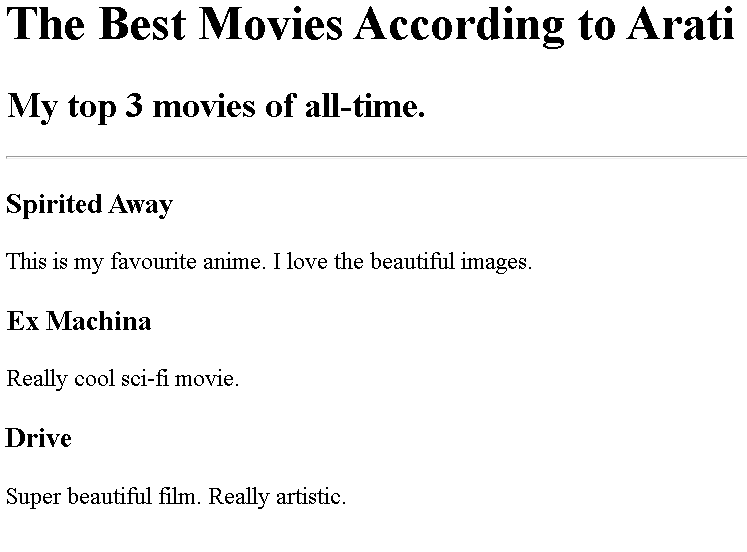 The Best Movies According to Arati
My top 3 movies of all-time.
Spirited Away
This is my favourite anime. I love the beautiful images.
Ex Machina
Really cool sci-fi movie.
Drive
Super beautiful film. Really artistic.